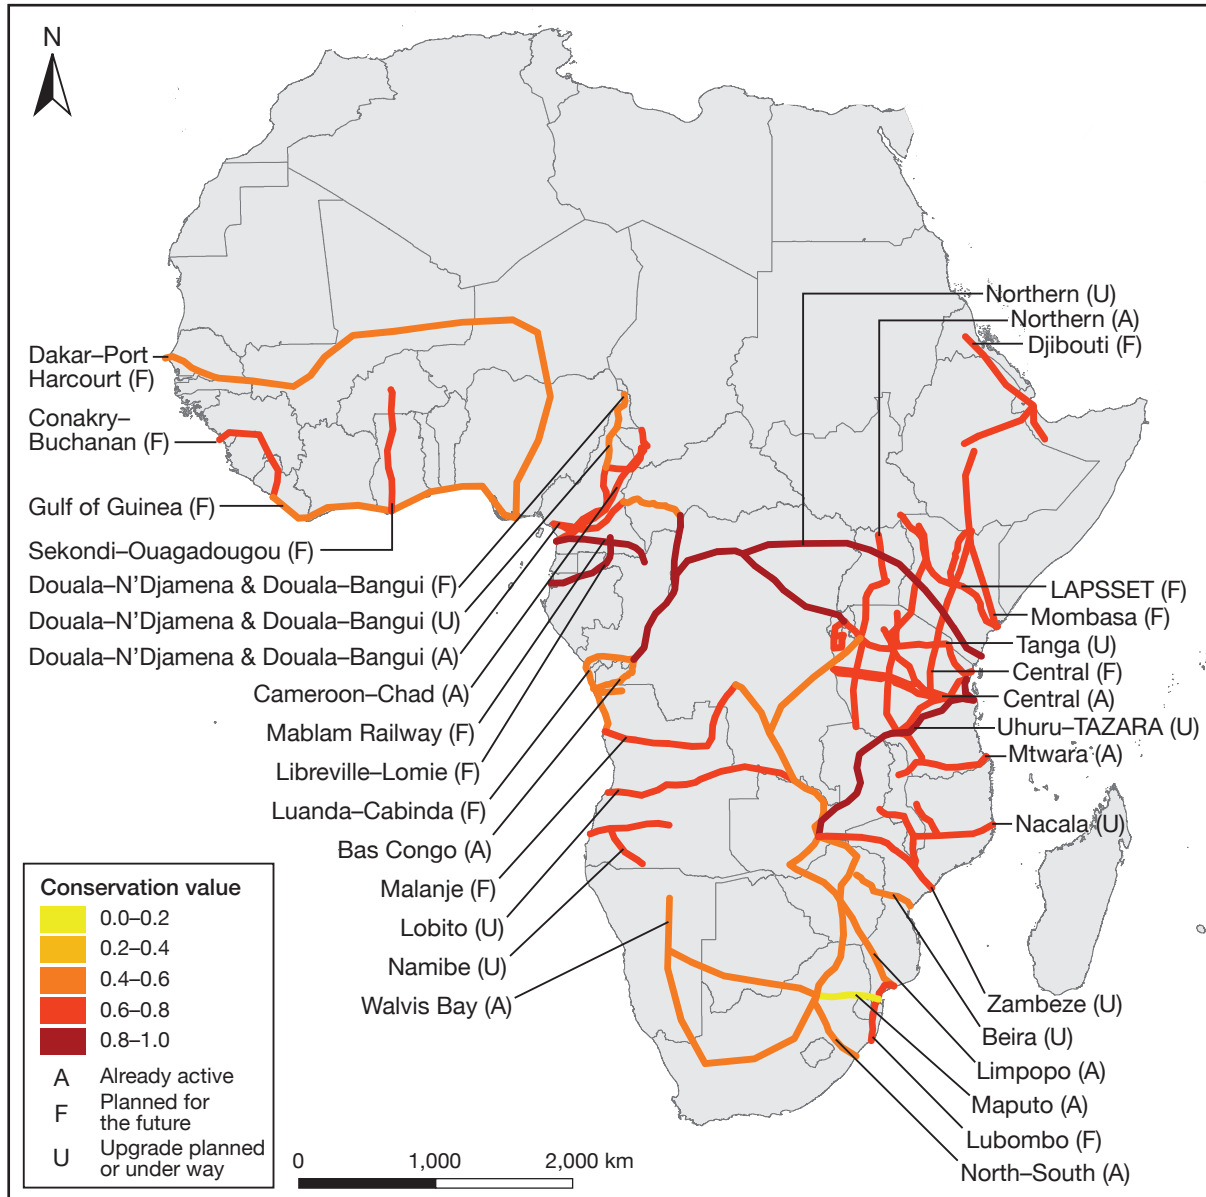 N
Northern (U)
Northern (A)
Djibouti (F)
Dakar–Port
Harcourt (F)
Conakry–
Buchanan (F)
Gulf of Guinea (F)
Sekondi–Ouagadougou (F)
Douala–N’Djamena & Douala–Bangui (F)
Douala–N’Djamena & Douala–Bangui (U)
Douala–N’Djamena & Douala–Bangui (A)
Cameroon–Chad (A)
Mablam Railway (F)
Libreville–Lomie (F)
Luanda–Cabinda (F)
Bas Congo (A)
Malanje (F)
Lobito (U)
Namibe (U)
Walvis Bay (A)
LAPSSET (F)
Mombasa (F)
Tanga (U)
Central (F)
Central (A)
Uhuru–TAZARA (U)
Mtwara (A)
Nacala (U)
Zambeze (U)
Beira (U)
Limpopo (A)
Maputo (A)
Lubombo (F)
North–South (A)
Conservation value
0.0–0.2
0.2–0.4
0.4–0.6
0.6–0.8
0.8–1.0
A Already active
F Planned for
the future
U Upgrade planned
or under way
0 1,000 2,000 km